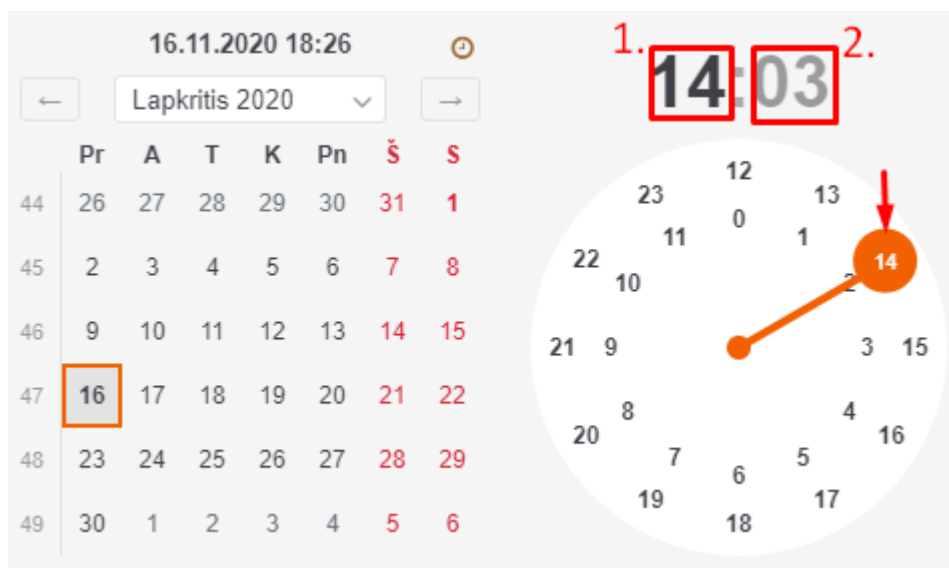 16.11.2020 18:26
← Lapkritis 2020 →
Pr A T K Pn Š S
44 26 27 28 29 30 31 1
45 2 3 4 5 6 7 8
46 9 10 11 12 13 14 15
47 16 17 18 19 20 21 22
48 23 24 25 26 27 28 29
49 30 1 2 3 4 5 6
1. 14:03 2.
12
23 13
0
11 1
22 14
10 2
21 9 3 15
8 4
20 16
7 5
6
19 17
18